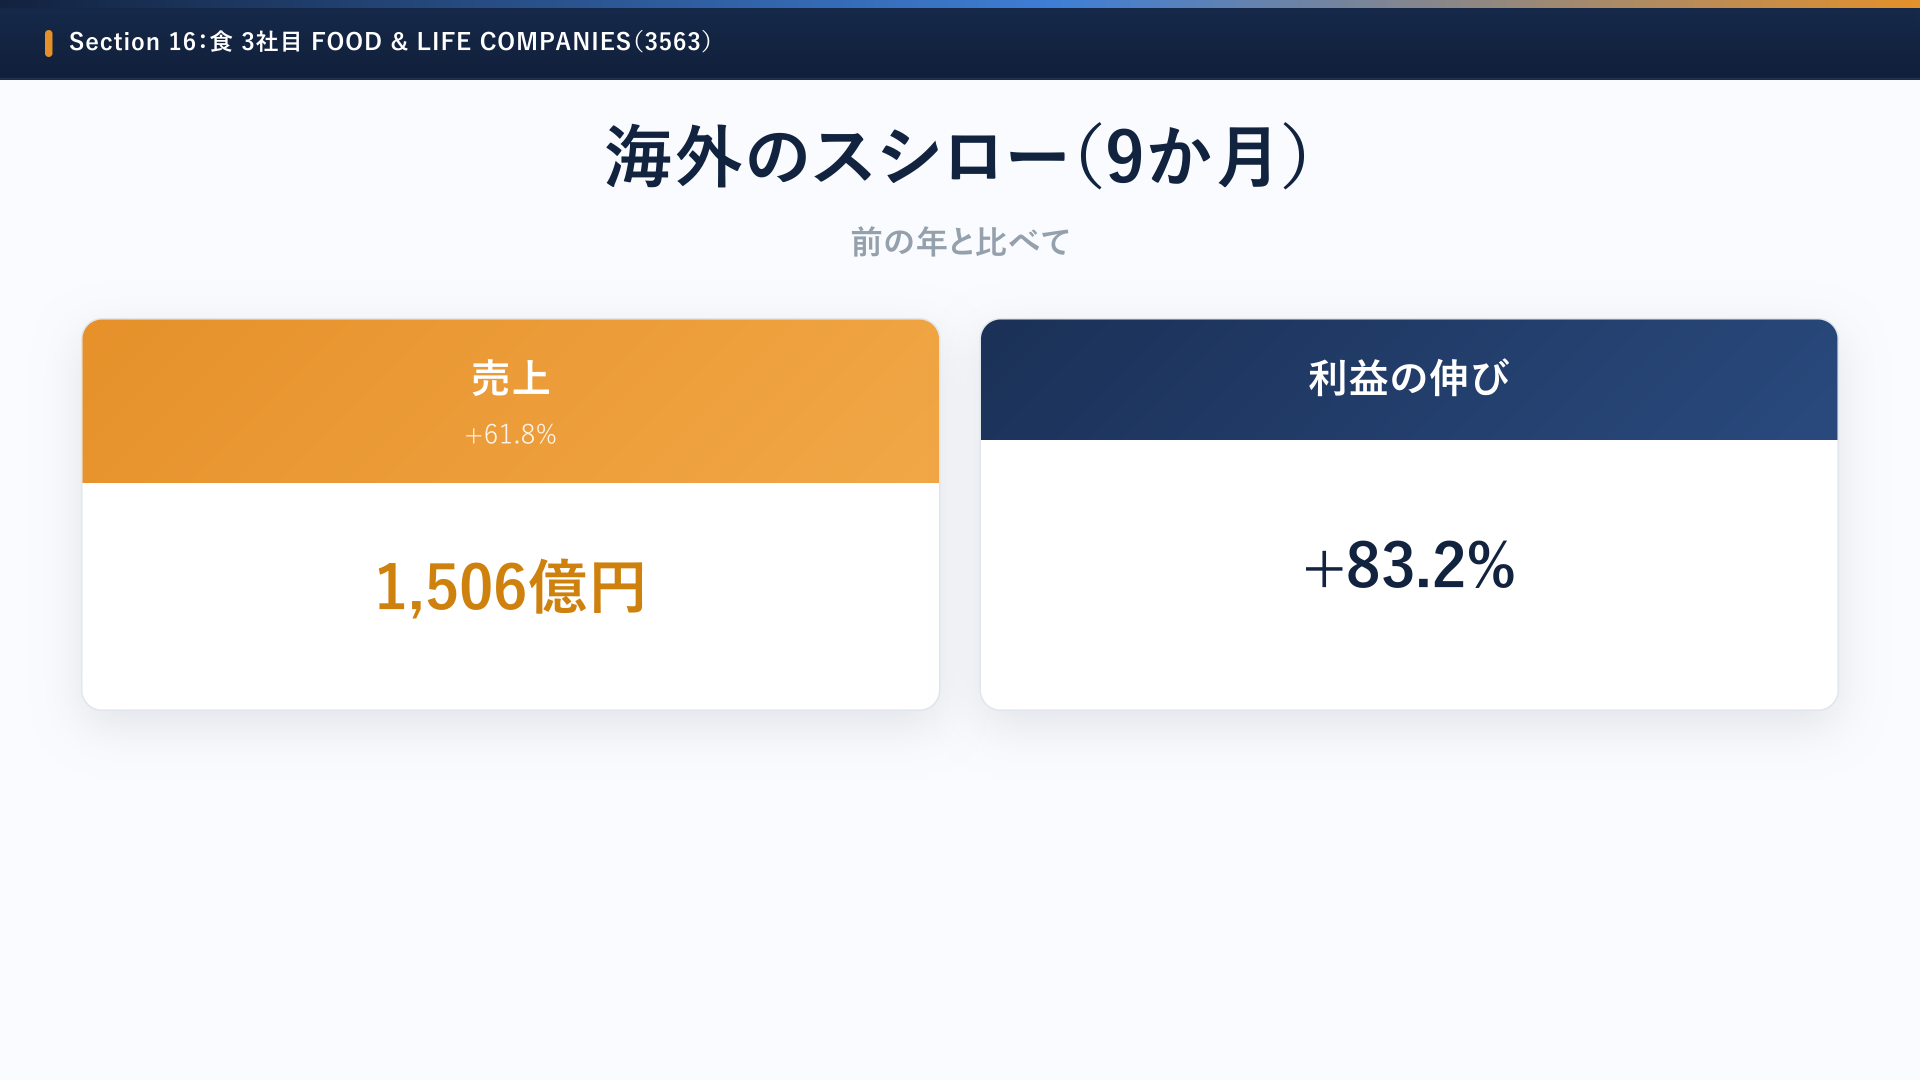 Section 16：食 3社目 FOOD & LIFE COMPANIES（3563）
海外のスシロー（9か月）
前の年と比べて
売上
+61.8%
1,506億円
利益の伸び
+83.2%